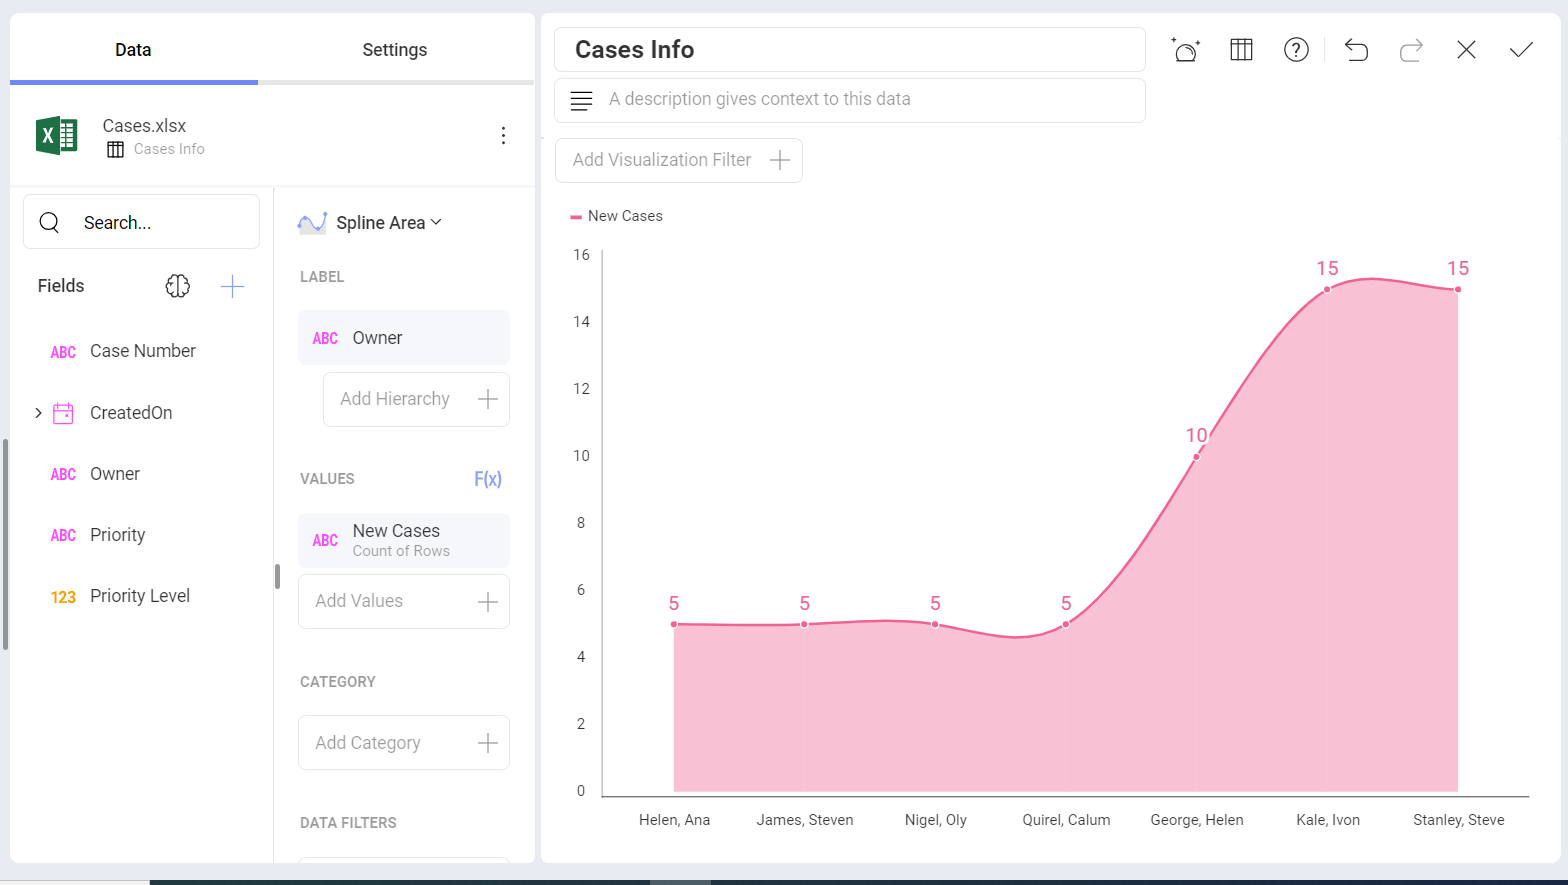 Data
Settings
Cases.xlsx
Cases Info
Search...
Fields
ABC Case Number
CreatedOn
ABC Owner
ABC Priority
123 Priority Level
Spline Area
LABEL
ABC Owner
Add Hierarchy
VALUES F(x)
ABC New Cases
Count of Rows
Add Values
CATEGORY
Add Category
DATA FILTERS
Cases Info
A description gives context to this data
Add Visualization Filter
New Cases
16
14
12
10
8
6
4
2
0
5 5 5 5 10 15 15
Helen, Ana James, Steven Nigel, Oly Quirel, Calum George, Helen Kale, Ivon Stanley, Steve